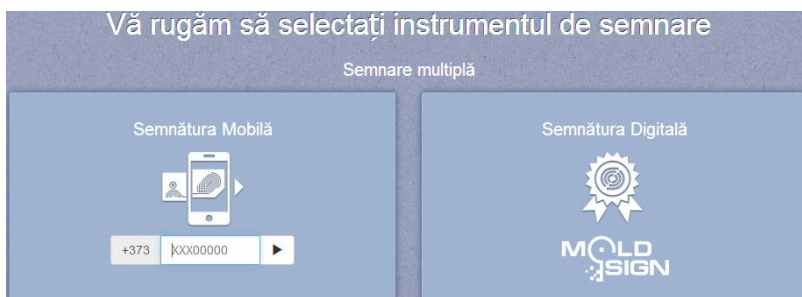 Vă rugăm să selectați instrumentul de semnare
Semnare multiplă
Semnătura Mobilă
+373 XXX00000
Semnătura Digitală
MOLD
SIGN